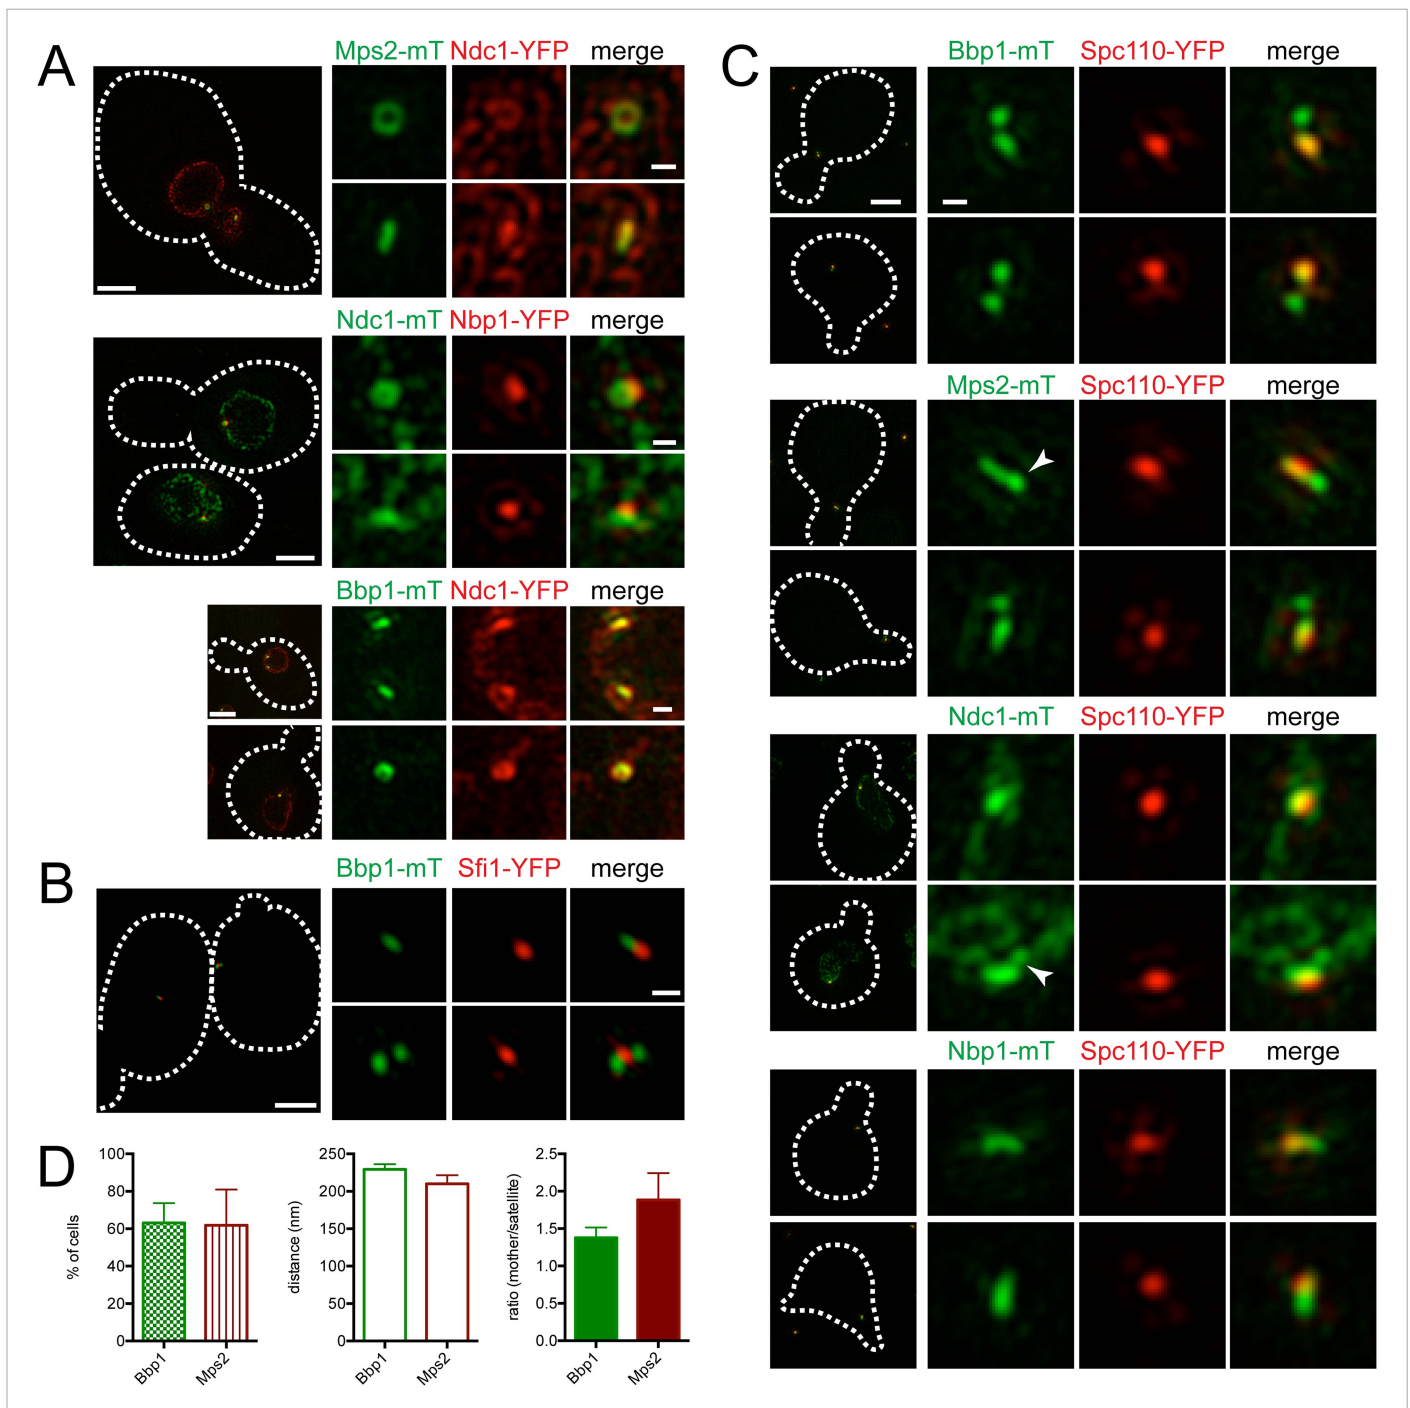 A
Mps2-mT Ndc1-YFP merge
Ndc1-mT Nbp1-YFP merge
Bbp1-mT Ndc1-YFP merge
B
Bbp1-mT Sfi1-YFP merge
C
Bbp1-mT Spc110-YFP merge
Mps2-mT Spc110-YFP merge
Ndc1-mT Spc110-YFP merge
Nbp1-mT Spc110-YFP merge
D
% of cells
100
80
60
40
20
0
Bbp1 Mps2
distance (nm)
250
200
150
100
50
0
Bbp1 Mps2
ratio (mother/satellite)
2.5
2.0
1.5
1.0
0.5
0.0
Bbp1 Mps2